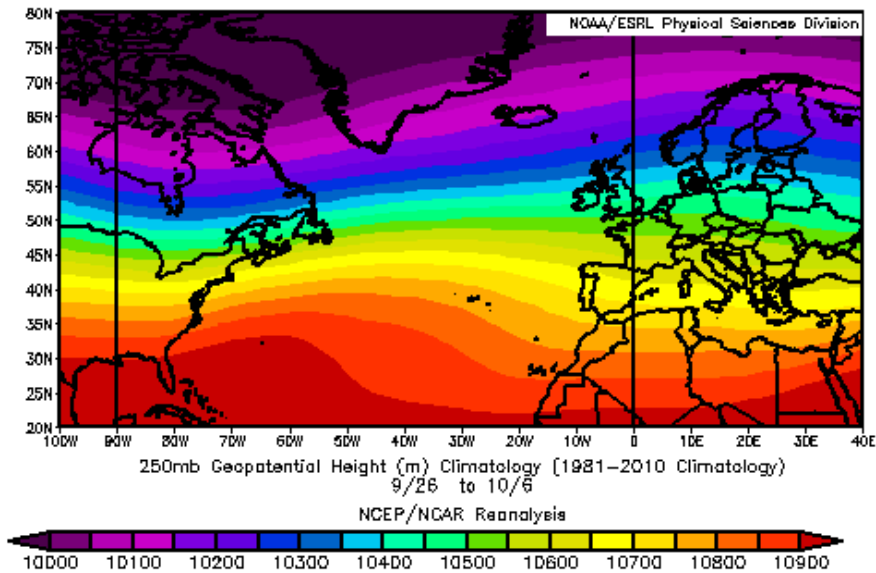 NOAA/ESRL Physical Sciences Division
80N
75N
70N
65N
60N
55N
50N
45N
40N
35N
30N
25N
20N
100W 90W 80W 70W 60W 50W 40W 30W 20W 10W 0 10E 20E 30E 40E
250mb Geopotential Height (m) Climatology (1981-2010 Climatology)
9/26 to 10/6
NCEP/NCAR Reanalysis
10000 10100 10200 10300 10400 10500 10600 10700 10800 10900